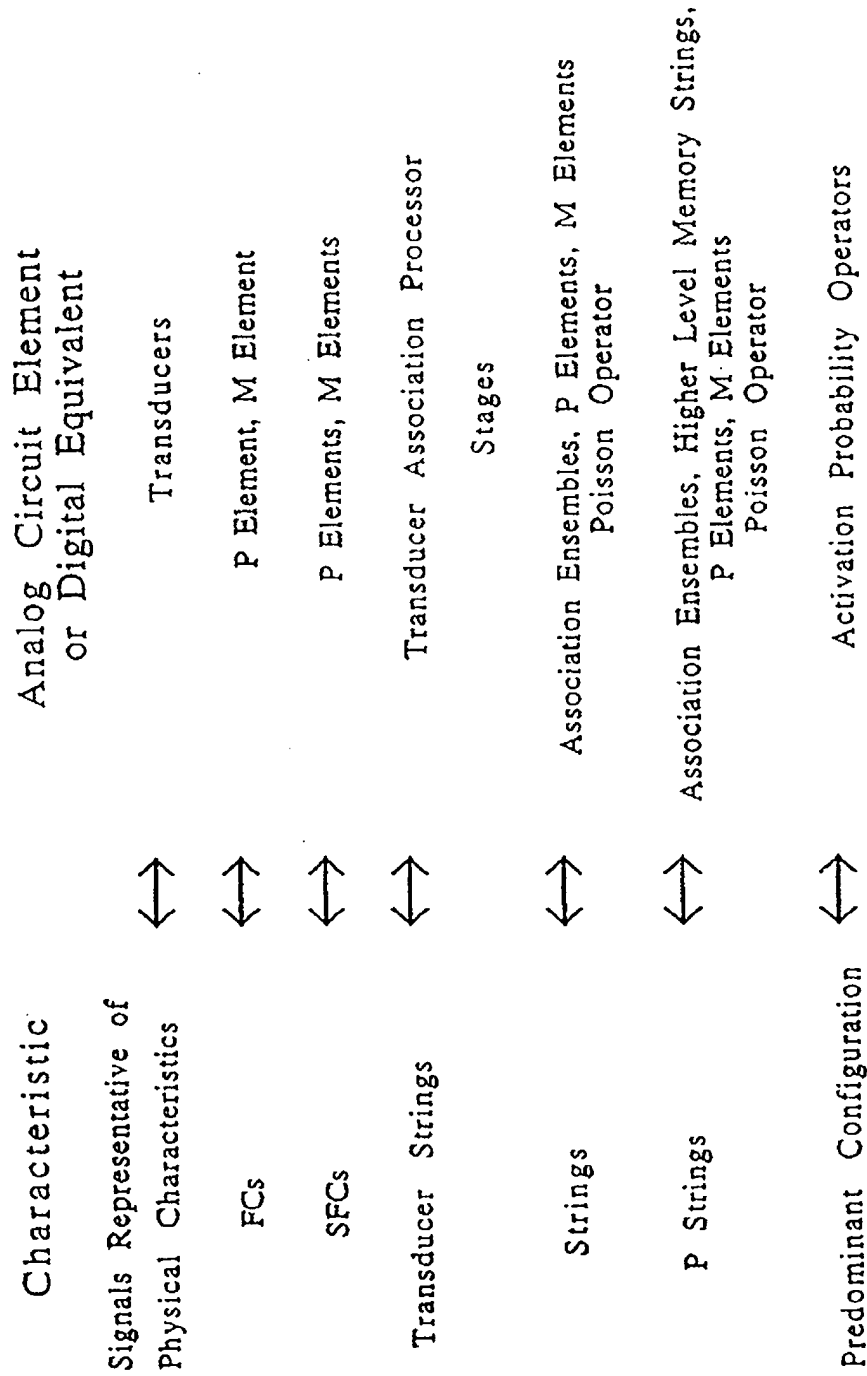 Characteristic
Analog Circuit Element
or Digital Equivalent
Signals Representative of
Physical Characteristics
↔
Transducers
FCs
↔
P Element, M Element
SFCs
↔
P Elements, M Elements
Transducer Strings
↔
Transducer Association Processor
Stages
Strings
↔
Association Ensembles, P Elements, M Elements
Poisson Operator
P Strings
↔
Association Ensembles, Higher Level Memory Strings,
P Elements, M Elements
Poisson Operator
Predominant Configuration
↔
Activation Probability Operators